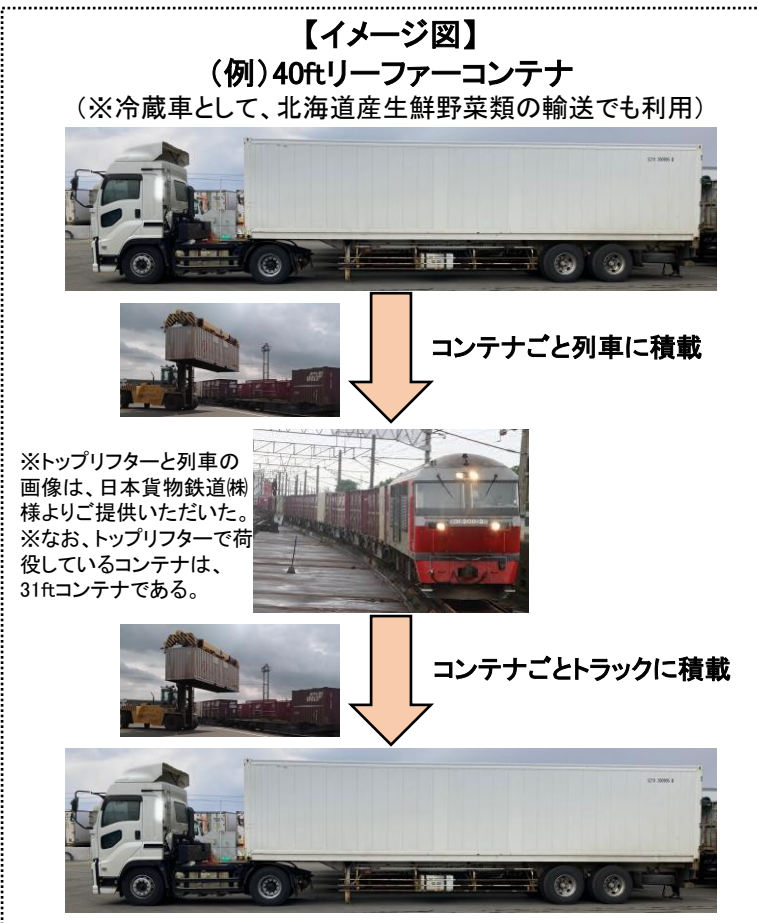 【イメージ図】
(例)40ftリーファーコンテナ
(※冷蔵車として、北海道産生鮮野菜類の輸送でも利用)
コンテナごと列車に積載
※トップリフターと列車の
画像は、日本貨物鉄道㈱
様よりご提供いただいた。
※なお、トップリフターで荷
役しているコンテナは、
31ftコンテナである。
コンテナごとトラックに積載